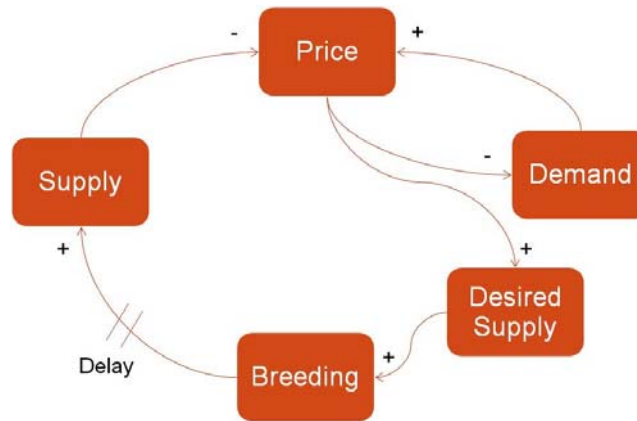 -
Price
+
Supply
-
Demand
+
+
Desired
Supply
Delay
Breeding
+